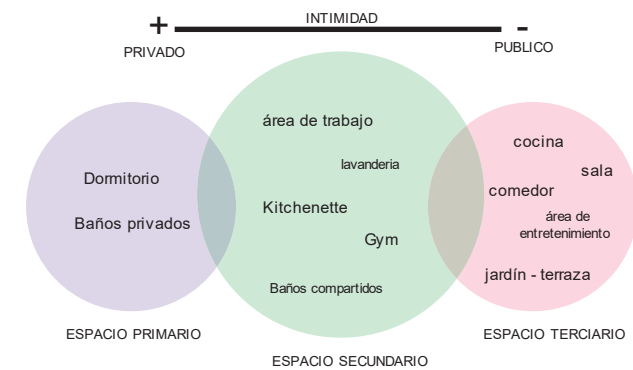 INTIMIDAD
+
-
PRIVADO
PUBLICO
Dormitorio
Baños privados
área de trabajo
lavanderia
Kitchenette
Gym
Baños compartidos
cocina
sala
comedor
área de
entretenimiento
jardín - terraza
ESPACIO PRIMARIO
ESPACIO SECUNDARIO
ESPACIO TERCIARIO